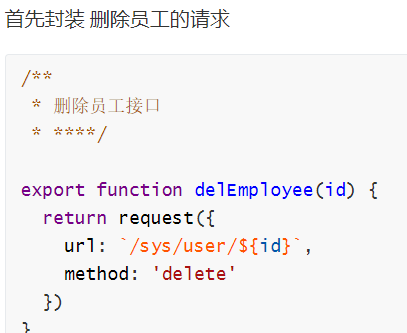 首先封装 删除员工的请求
/**
 * 删除员工接口
 * ****/
export function delEmployee(id) {
  return request({
    url: `/sys/user/${id}`,
    method: 'delete'
  })
}